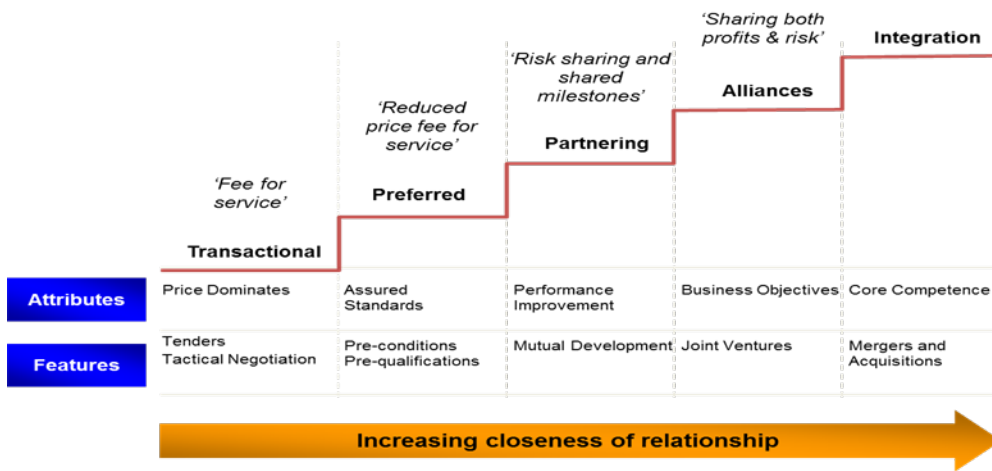 ‘Sharing both
profits & risk’
Integration
‘Risk sharing and
shared
milestones’
Alliances
‘Reduced
price fee for
service’
Partnering
‘Fee for
service’
Preferred
Transactional
Attributes
Price Dominates
Assured
Standards
Performance
Improvement
Business Objectives
Core Competence
Features
Tenders
Tactical Negotiation
Pre-conditions
Pre-qualifications
Mutual Development
Joint Ventures
Mergers and
Acquisitions
Increasing closeness of relationship